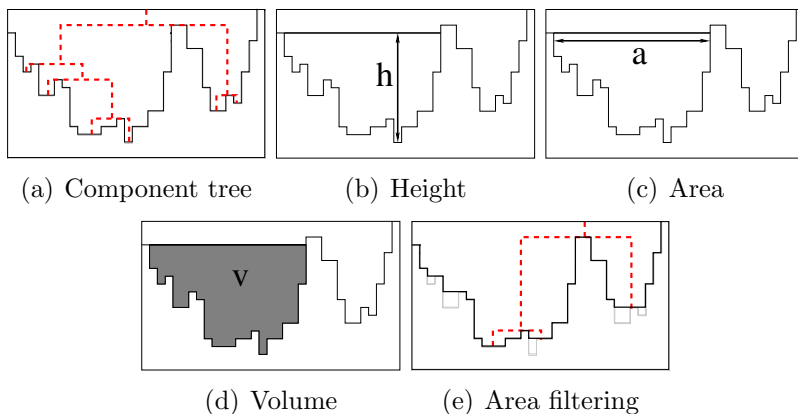 h
a
(a) Component tree
(b) Height
(c) Area
v
(d) Volume
(e) Area filtering